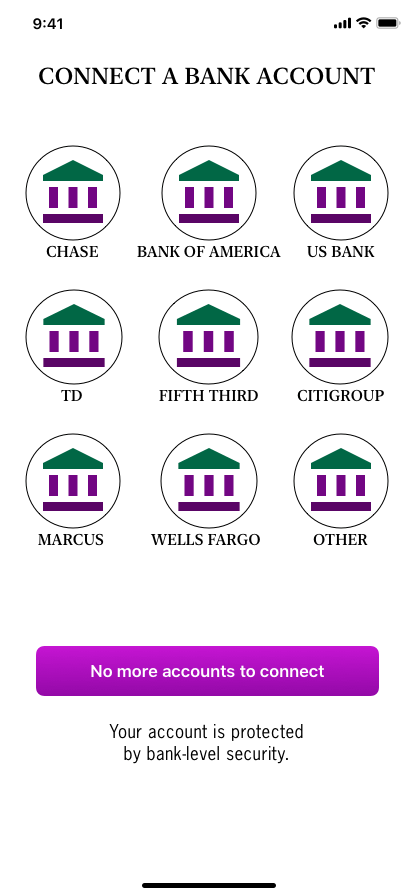 9:41
CONNECT A BANK ACCOUNT
CHASE BANK OF AMERICA US BANK
TD FIFTH THIRD CITIGROUP
MARCUS WELLS FARGO OTHER
No more accounts to connect
Your account is protected
by bank-level security.